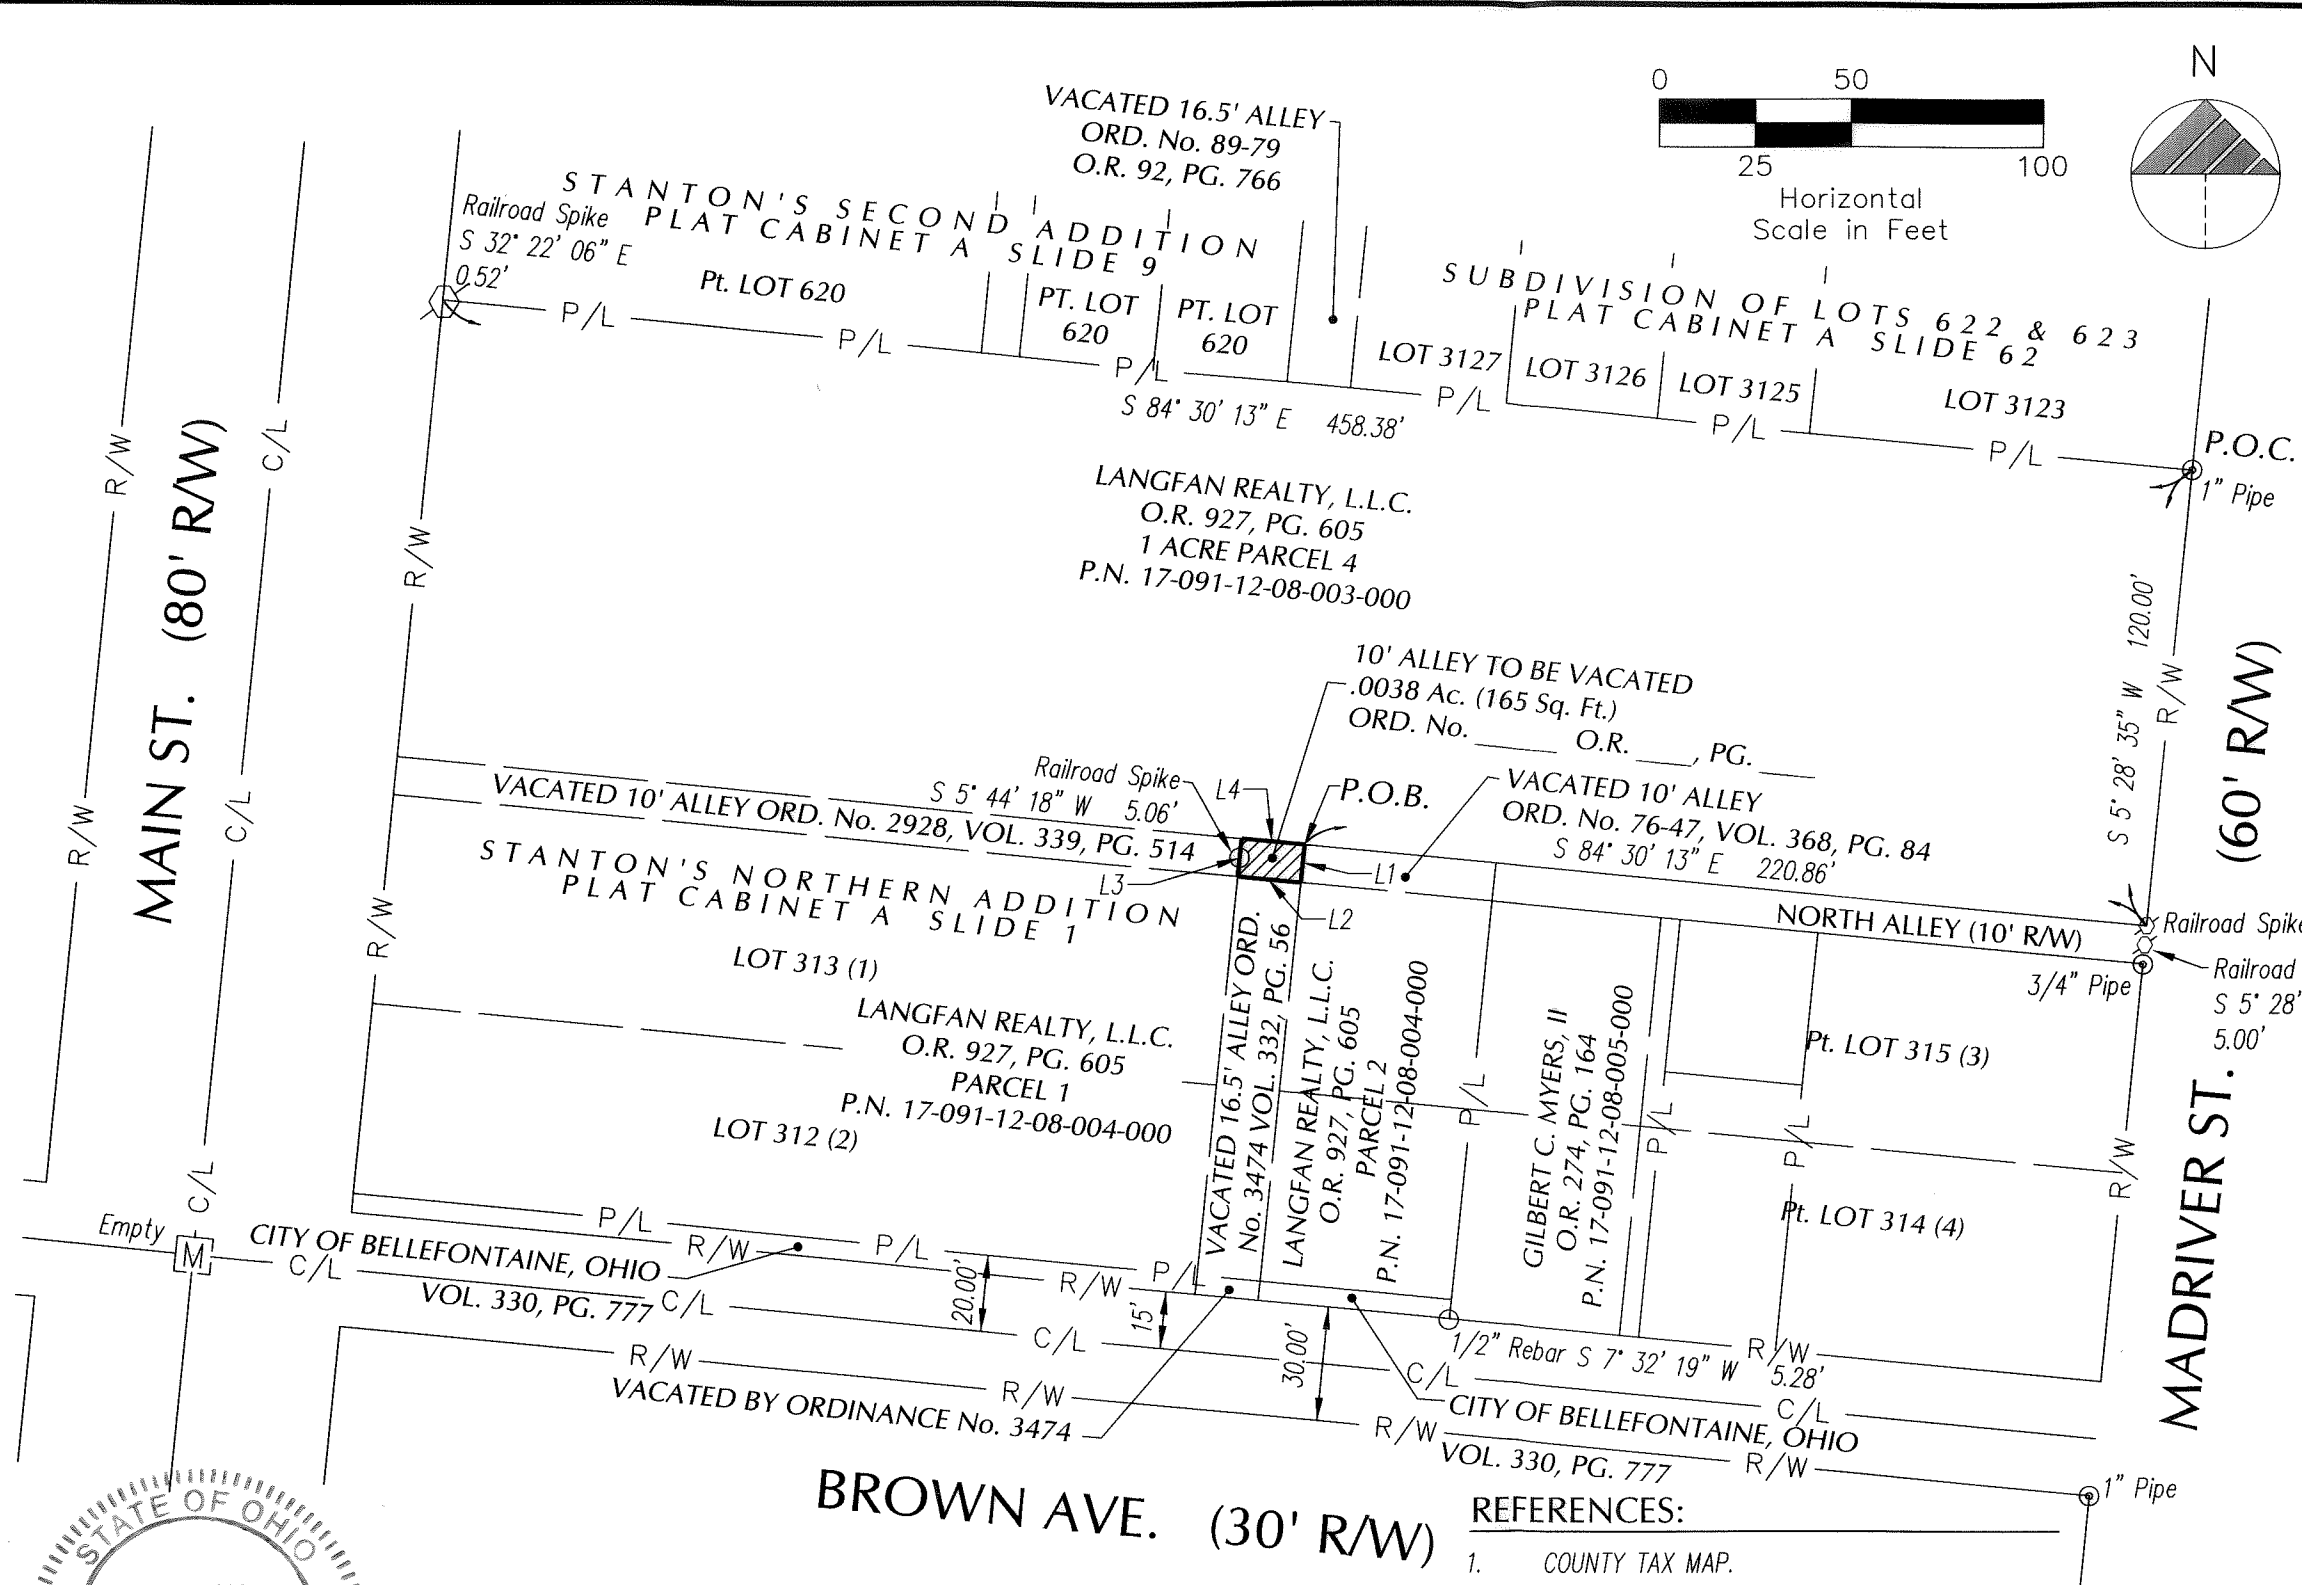 0
50
25
100
Horizontal
Scale in Feet
N
VACATED 16.5' ALLEY
ORD. No. 89-79
O.R. 92, PG. 766
STANTON'S SECOND ADDITION
PLAT CABINET A SLIDE 9
Railroad Spike
S 32° 22' 06" E
0.52'
Pt. LOT 620
PT. LOT
620
PT. LOT
620
SUBDIVISION OF LOTS 622 & 623
PLAT CABINET A SLIDE 62
LOT 3127
LOT 3126
LOT 3125
LOT 3123
P/L
P/L
P/L
P/L
P/L
P/L
S 84° 30' 13" E 458.38'
P.O.C.
1" Pipe
LANGFAN REALTY, L.L.C.
O.R. 927, PG. 605
1 ACRE PARCEL 4
P.N. 17-091-12-08-003-000
R/W
C/L
R/W
MAIN ST. (80' R/W)
R/W
C/L
R/W
S 5° 28' 35" W 120.00'
R/W
(60' R/W)
MADRIVER ST.
10' ALLEY TO BE VACATED
.0038 Ac. (165 Sq. Ft.)
ORD. No. ______ O.R. ____, PG. ____
Railroad Spike
S 5° 44' 18" W 5.06'
L4
P.O.B.
VACATED 10' ALLEY
ORD. No. 76-47, VOL. 368, PG. 84
S 84° 30' 13" E 220.86'
VACATED 10' ALLEY ORD. No. 2928, VOL. 339, PG. 514
L3
L1
L2
STANTON'S NORTHERN ADDITION
PLAT CABINET A SLIDE 1
NORTH ALLEY (10' R/W)
Railroad Spike
Railroad
S 5° 28'
5.00'
3/4" Pipe
LOT 313 (1)
LANGFAN REALTY, L.L.C.
O.R. 927, PG. 605
PARCEL 1
P.N. 17-091-12-08-004-000
LOT 312 (2)
VACATED 16.5' ALLEY ORD.
No. 3474 VOL. 332, PG. 56
LANGFAN REALTY, L.L.C.
O.R. 927, PG. 605
PARCEL 2
P.N. 17-091-12-08-004-000
P/L
GILBERT C. MYERS, II
O.R. 274, PG. 164
P.N. 17-091-12-08-005-000
P/L
P/L
Pt. LOT 315 (3)
Pt. LOT 314 (4)
R/W
Empty
M
C/L
CITY OF BELLEFONTAINE, OHIO
VOL. 330, PG. 777
P/L
P/L
P/L
R/W
R/W
R/W
C/L
C/L
C/L
C/L
C/L
20.00'
15'
30.00'
1/2" Rebar S 7° 32' 19" W 5.28'
R/W
R/W
R/W
R/W
VACATED BY ORDINANCE No. 3474
CITY OF BELLEFONTAINE, OHIO
VOL. 330, PG. 777
1" Pipe
BROWN AVE. (30' R/W)
REFERENCES:
1. COUNTY TAX MAP.
STATE OF OHIO